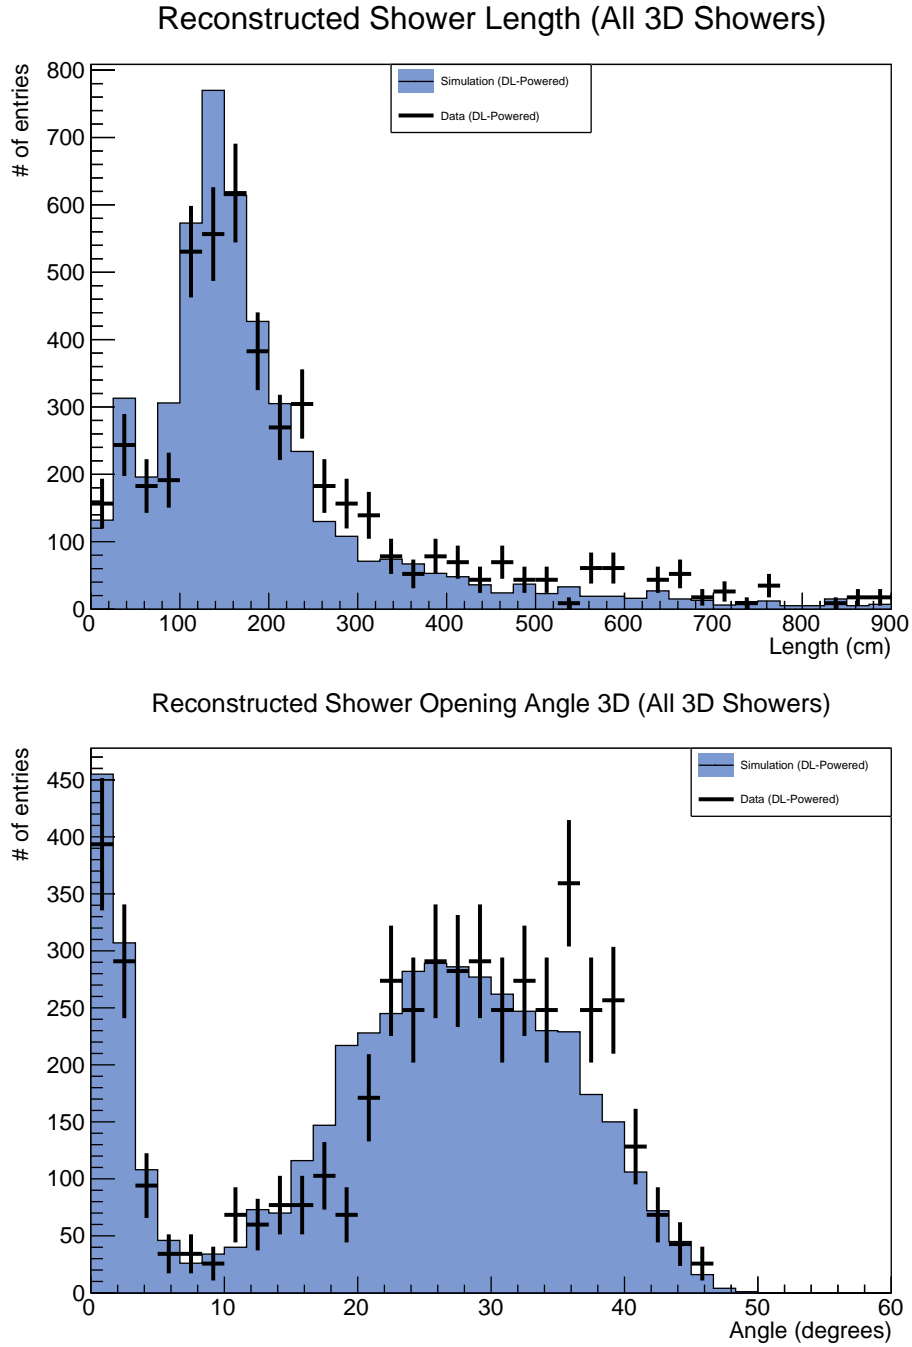 Reconstructed Shower Length (All 3D Showers)
# of entries
800
700
600
500
400
300
200
100
0
Simulation (DL-Powered)
Data (DL-Powered)
0 100 200 300 400 500 600 700 800 900
Length (cm)
Reconstructed Shower Opening Angle 3D (All 3D Showers)
# of entries
450
400
350
300
250
200
150
100
50
0
Simulation (DL-Powered)
Data (DL-Powered)
0 10 20 30 40 50 60
Angle (degrees)